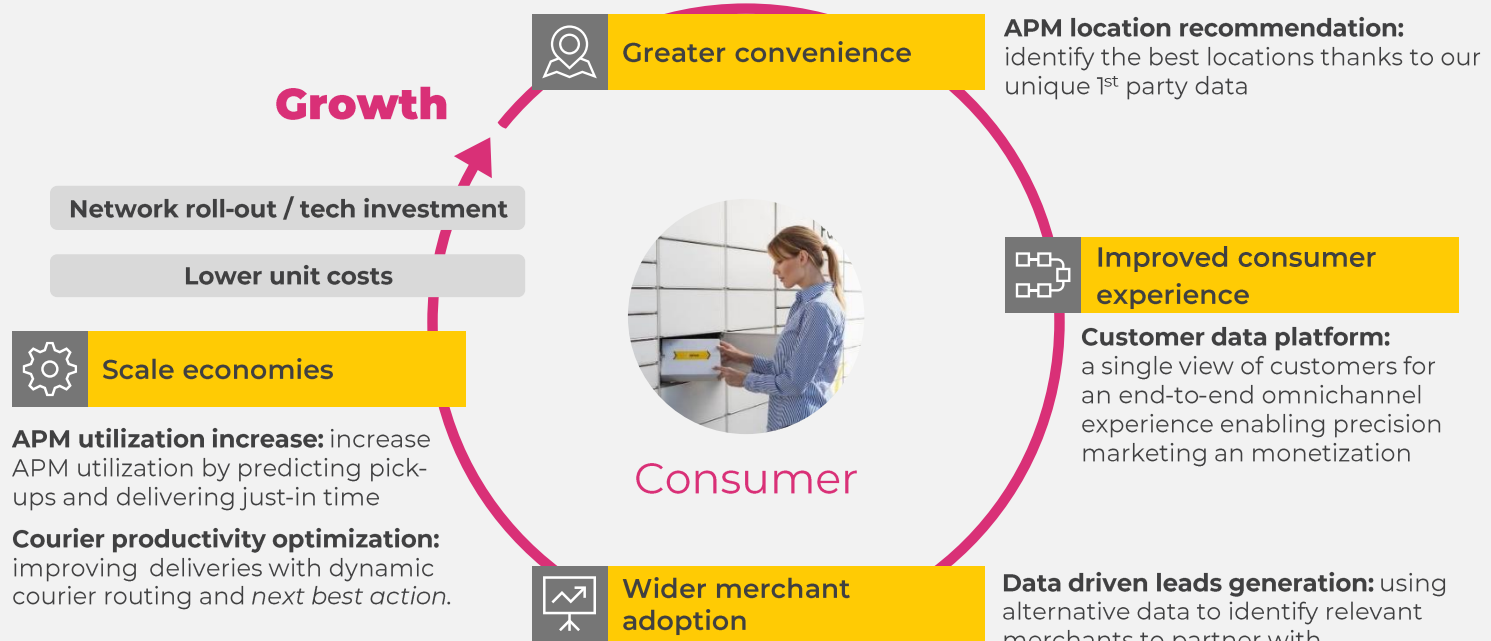 Greater convenience
APM location recommendation:
identify the best locations thanks to our
unique 1st party data
Growth
Network roll-out / tech investment
Lower unit costs
Improved consumer
experience
Customer data platform:
a single view of customers for
an end-to-end omnichannel
experience enabling precision
marketing an monetization
Scale economies
APM utilization increase: increase
APM utilization by predicting pick-
ups and delivering just-in time
Courier productivity optimization:
improving deliveries with dynamic
courier routing and next best action.
Consumer
Wider merchant
adoption
Data driven leads generation: using
alternative data to identify relevant
merchants to partner with